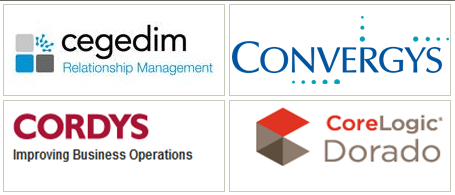 cegedim
Relationship Management
CONVERGYS
CORDYS
Improving Business Operations
CoreLogic®
Dorado